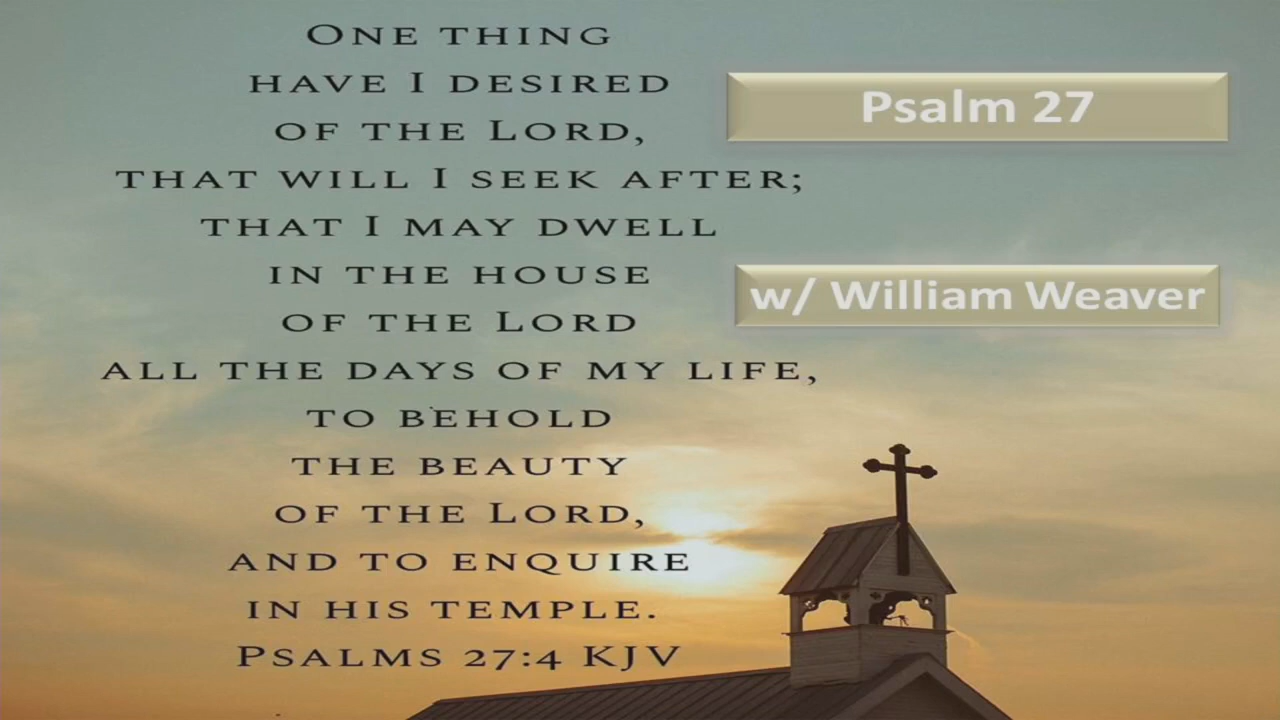 One thing
have I desired
of the Lord,
that will I seek after;
that I may dwell
in the house
of the Lord
all the days of my life,
to behold
the beauty
of the Lord,
and to enquire
in his temple.
Psalms 27:4 KJV
Psalm 27
w/ William Weaver